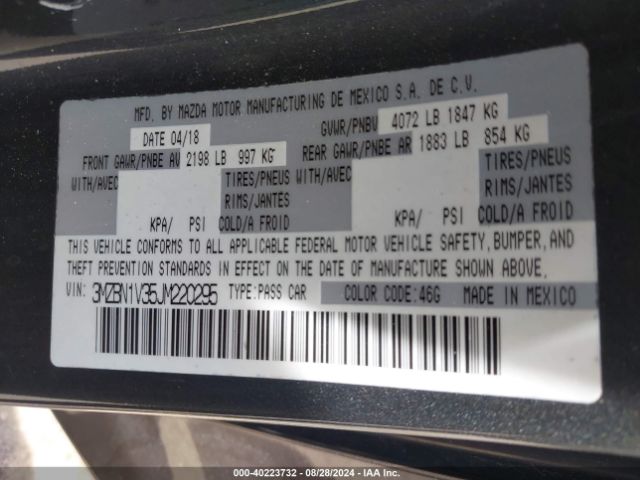 MFD. BY MAZDA MOTOR MANUFACTURING DE MEXICO S.A. DE C.V.
DATE 04/18 GVWR/PNBV 4072 LB 1847 KG
FRONT GAWR/PNBE AV 2198 LB 997 KG REAR GAWR/PNBE AR 1883 LB 854 KG
WITH/AVEC TIRES/PNEUS WITH/AVEC TIRES/PNEUS
RIMS/JANTES RIMS/JANTES
KPA/ PSI COLD/A FROID KPA/ PSI COLD/A FROID
THIS VEHICLE CONFORMS TO ALL APPLICABLE FEDERAL MOTOR VEHICLE SAFETY, BUMPER, AND
THEFT PREVENTION STANDARDS IN EFFECT ON THE DATE OF MANUFACTURE SHOWN ABOVE.
VIN: 3MZBN1V35JM220295 TYPE:PASS CAR COLOR CODE:46G MADE IN MEXICO
000-40223732 - 08/28/2024 - IAA Inc.